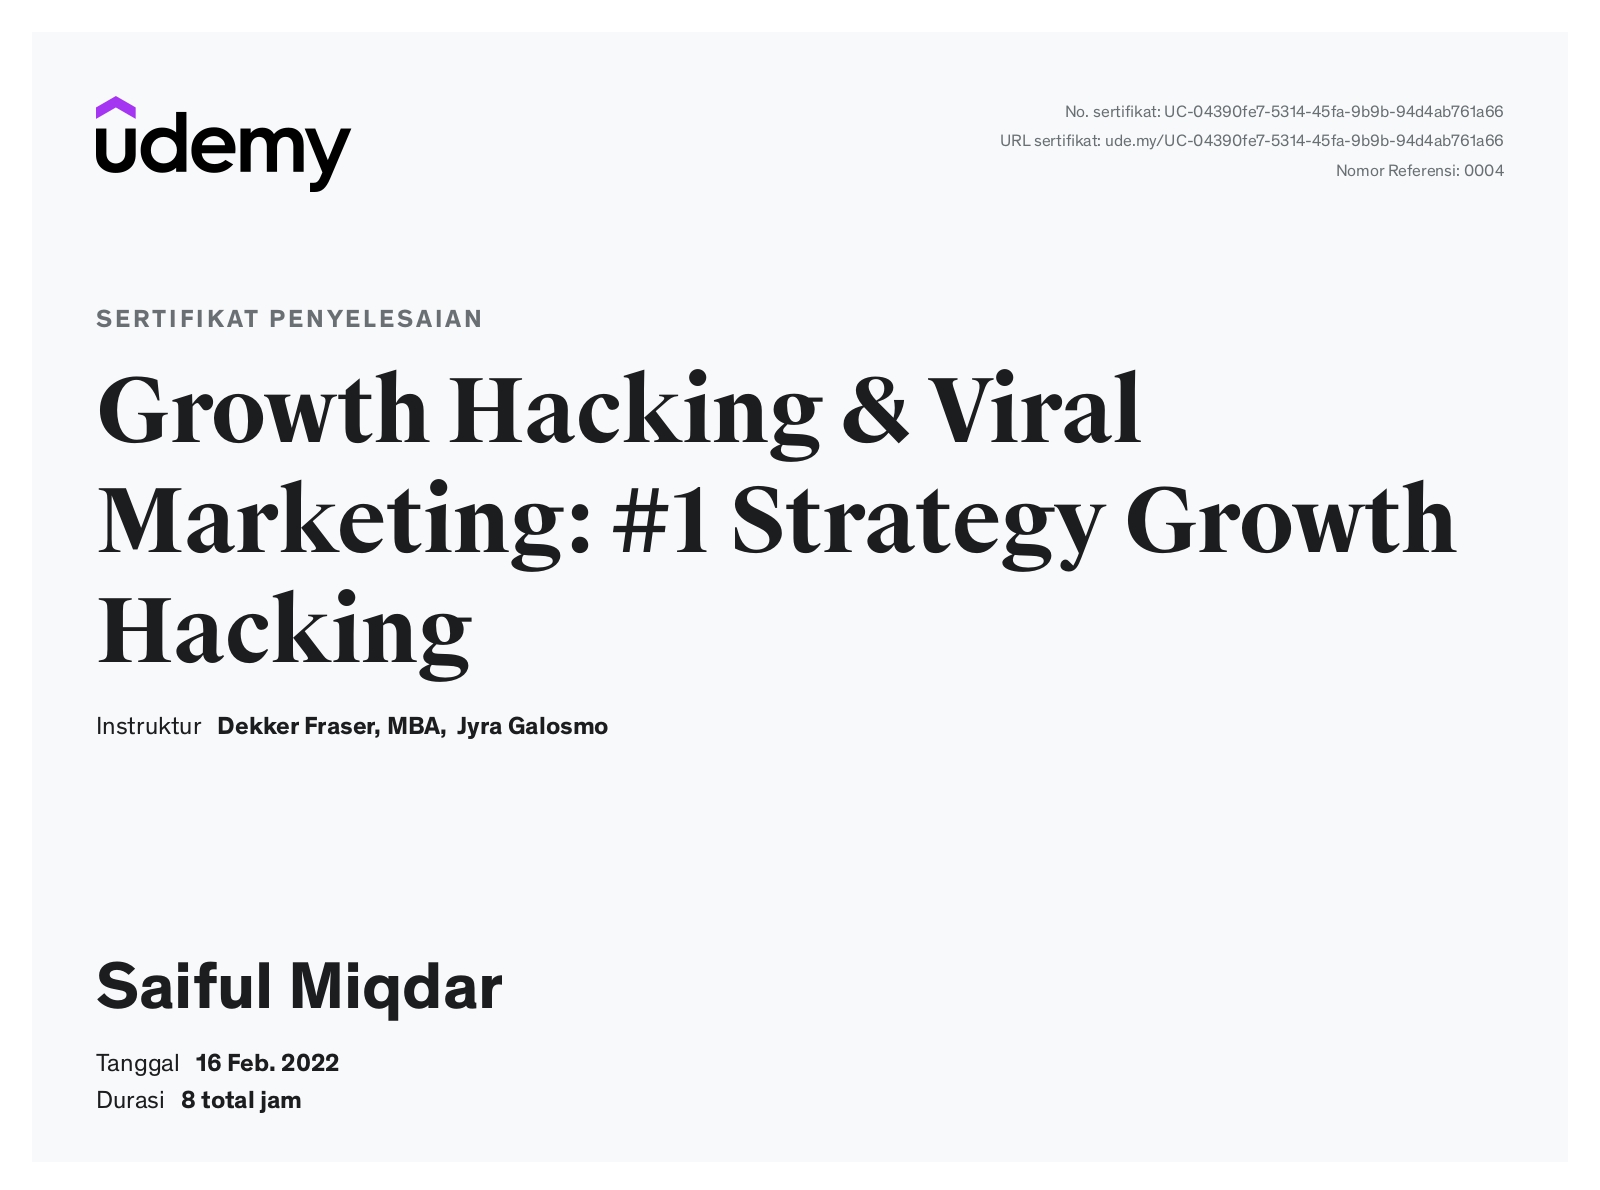 udemy
No. sertifikat: UC-04390fe7-5314-45fa-9b9b-94d4ab761a66
URL sertifikat: ude.my/UC-04390fe7-5314-45fa-9b9b-94d4ab761a66
Nomor Referensi: 0004
SERTIFIKAT PENYELESAIAN
Growth Hacking & Viral
Marketing: #1 Strategy Growth
Hacking
Instruktur Dekker Fraser, MBA, Jyra Galosmo
Saiful Miqdar
Tanggal 16 Feb. 2022
Durasi 8 total jam